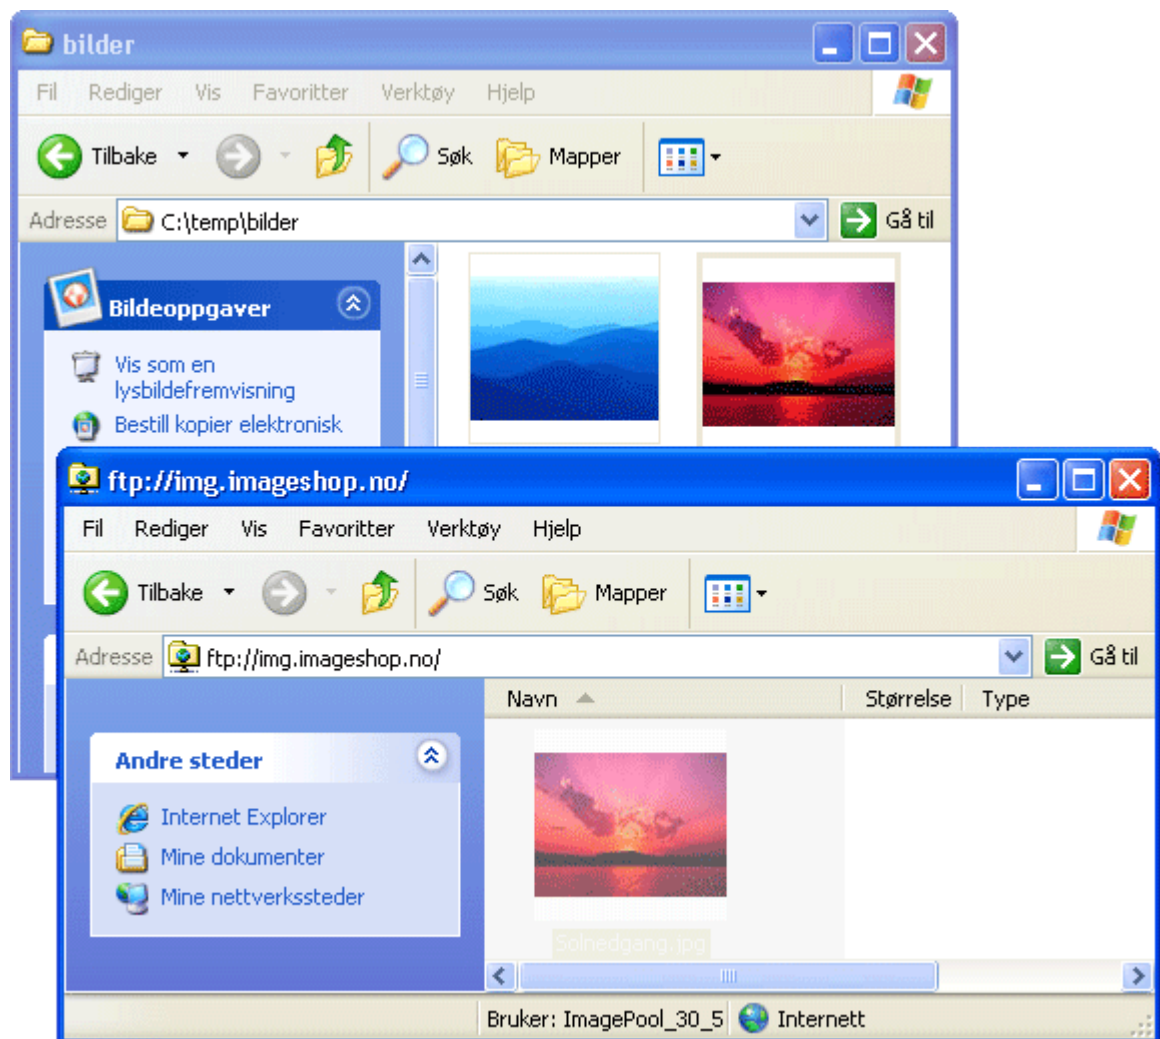 bilder
Fil Rediger Vis Favoritter Verktøy Hjelp
Tilbake Søk Mapper
Adresse C:\temp\bilder Gå til
Bildeoppgaver
Vis som en
lysbildefremvisning
Bestill kopier elektronisk
ftp://img.imageshop.no/
Fil Rediger Vis Favoritter Verktøy Hjelp
Tilbake Søk Mapper
Adresse ftp://img.imageshop.no/ Gå til
Navn Størrelse Type
Andre steder
Internet Explorer
Mine dokumenter
Mine nettverkssteder
Solnedgang.jpg
Bruker: ImagePool_30_5 Internett